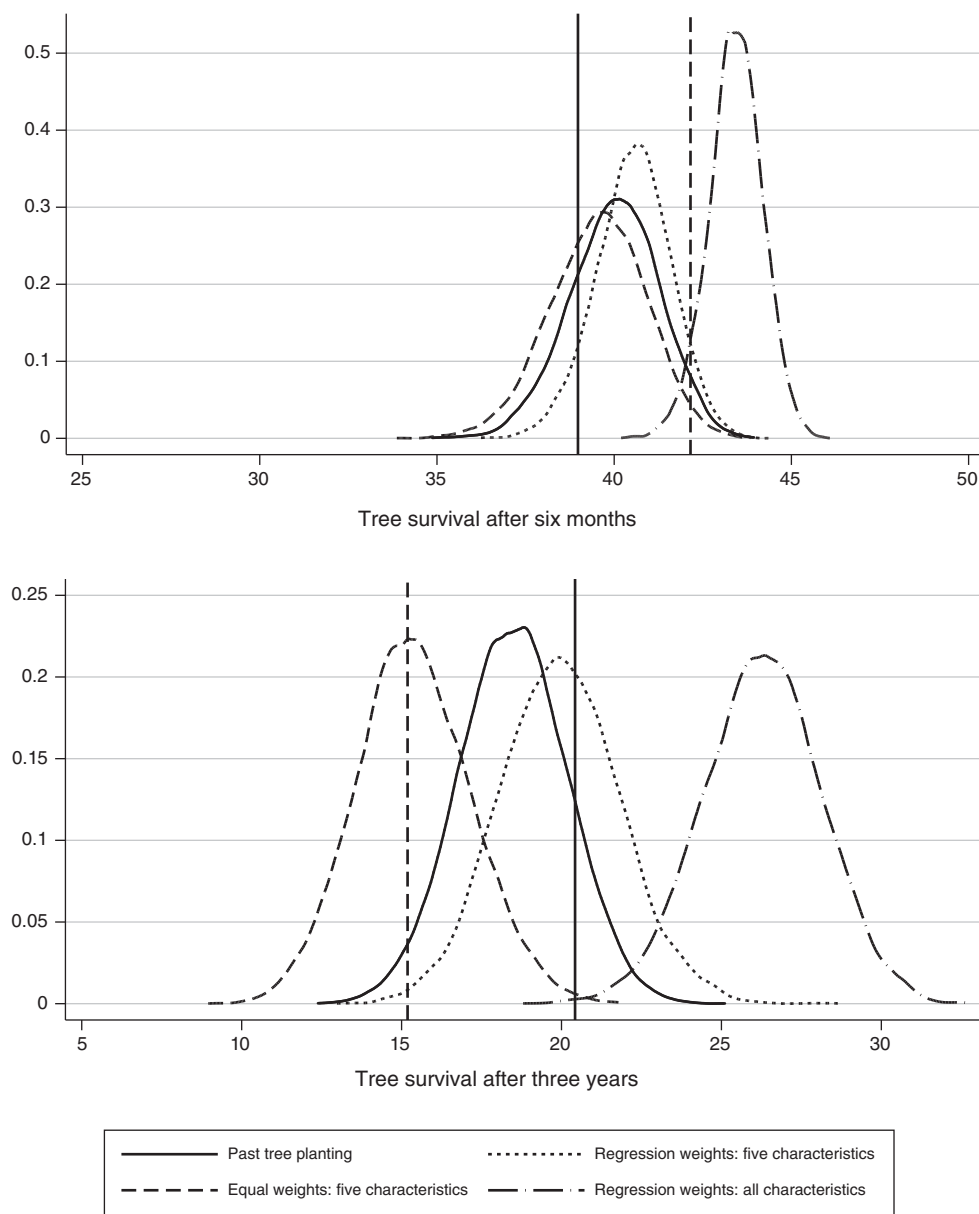 0.5
0.4
0.3
0.2
0.1
0
25 30 35 40 45 50
Tree survival after six months
0.25
0.2
0.15
0.1
0.05
0
5 10 15 20 25 30
Tree survival after three years
Past tree planting Regression weights: five characteristics
Equal weights: five characteristics Regression weights: all characteristics